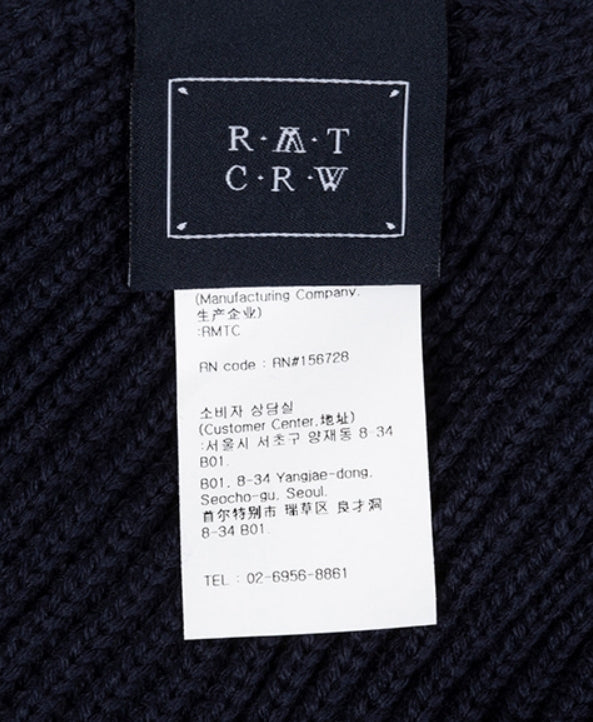 R·M·T
C·R·W
(Manufacturing Company.
生产企业)
:RMTC
RN code : RN#156728
소비자 상담실
(Customer Center,地址)
:서울시 서초구 양재동 8-34
B01.
B01, 8-34 Yangjae-dong,
Seocho-gu, Seoul.
首尔特别市 瑞草区 良才洞
8-34 B01.
TEL : 02-6956-8861